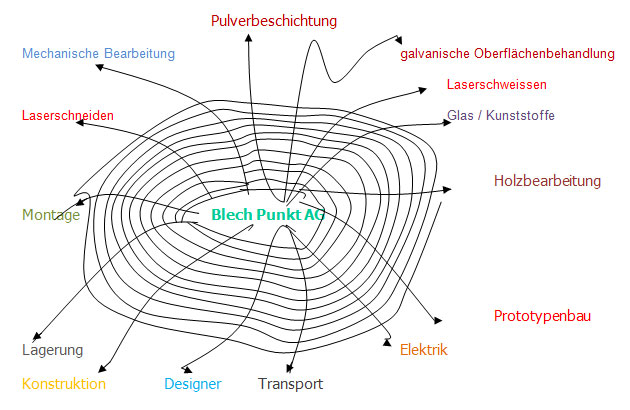 Pulverbeschichtung
Mechanische Bearbeitung
galvanische Oberflächenbehandlung
Laserschweissen
Laserschneiden
Glas / Kunststoffe
Holzbearbeitung
Montage
Blech Punkt AG
Prototypenbau
Lagerung
Elektrik
Konstruktion
Designer
Transport